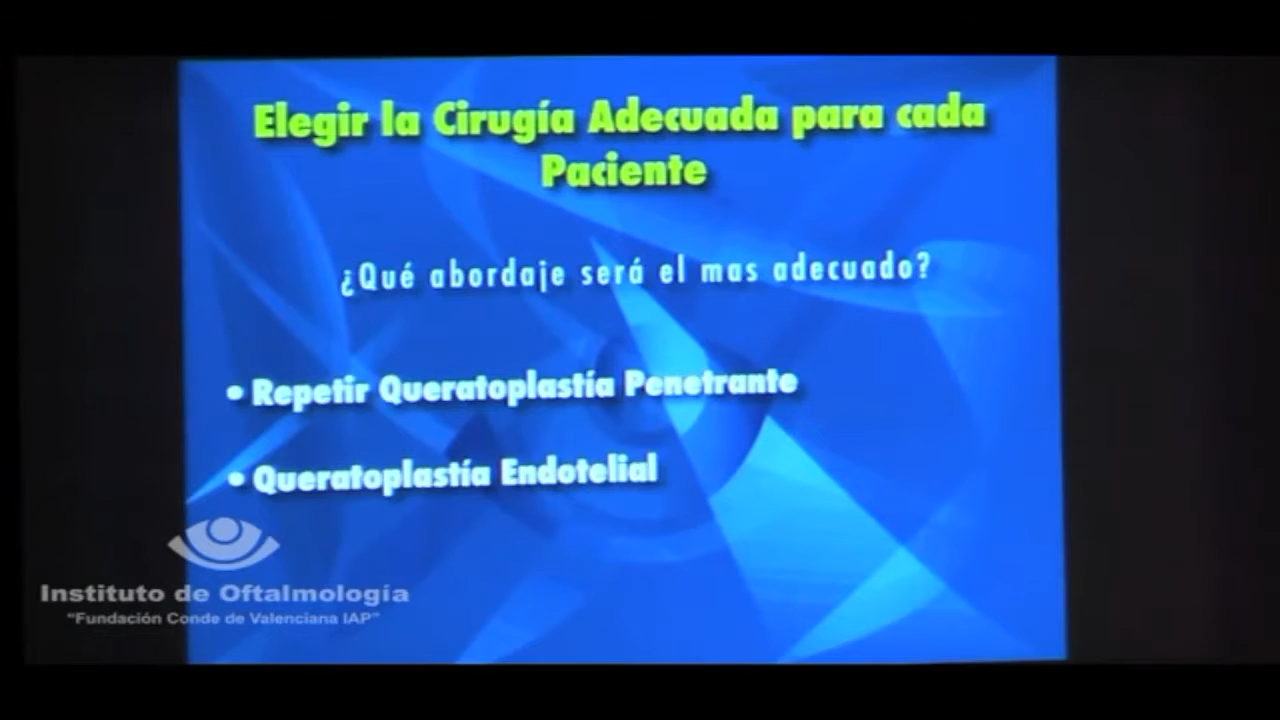 Elegir la Cirugía Adecuada para cada
Paciente
¿Qué abordaje será el mas adecuado?
• Repetir Queratoplastía Penetrante
• Queratoplastía Endotelial
Instituto de Oftalmología
"Fundación Conde de Valenciana IAP"